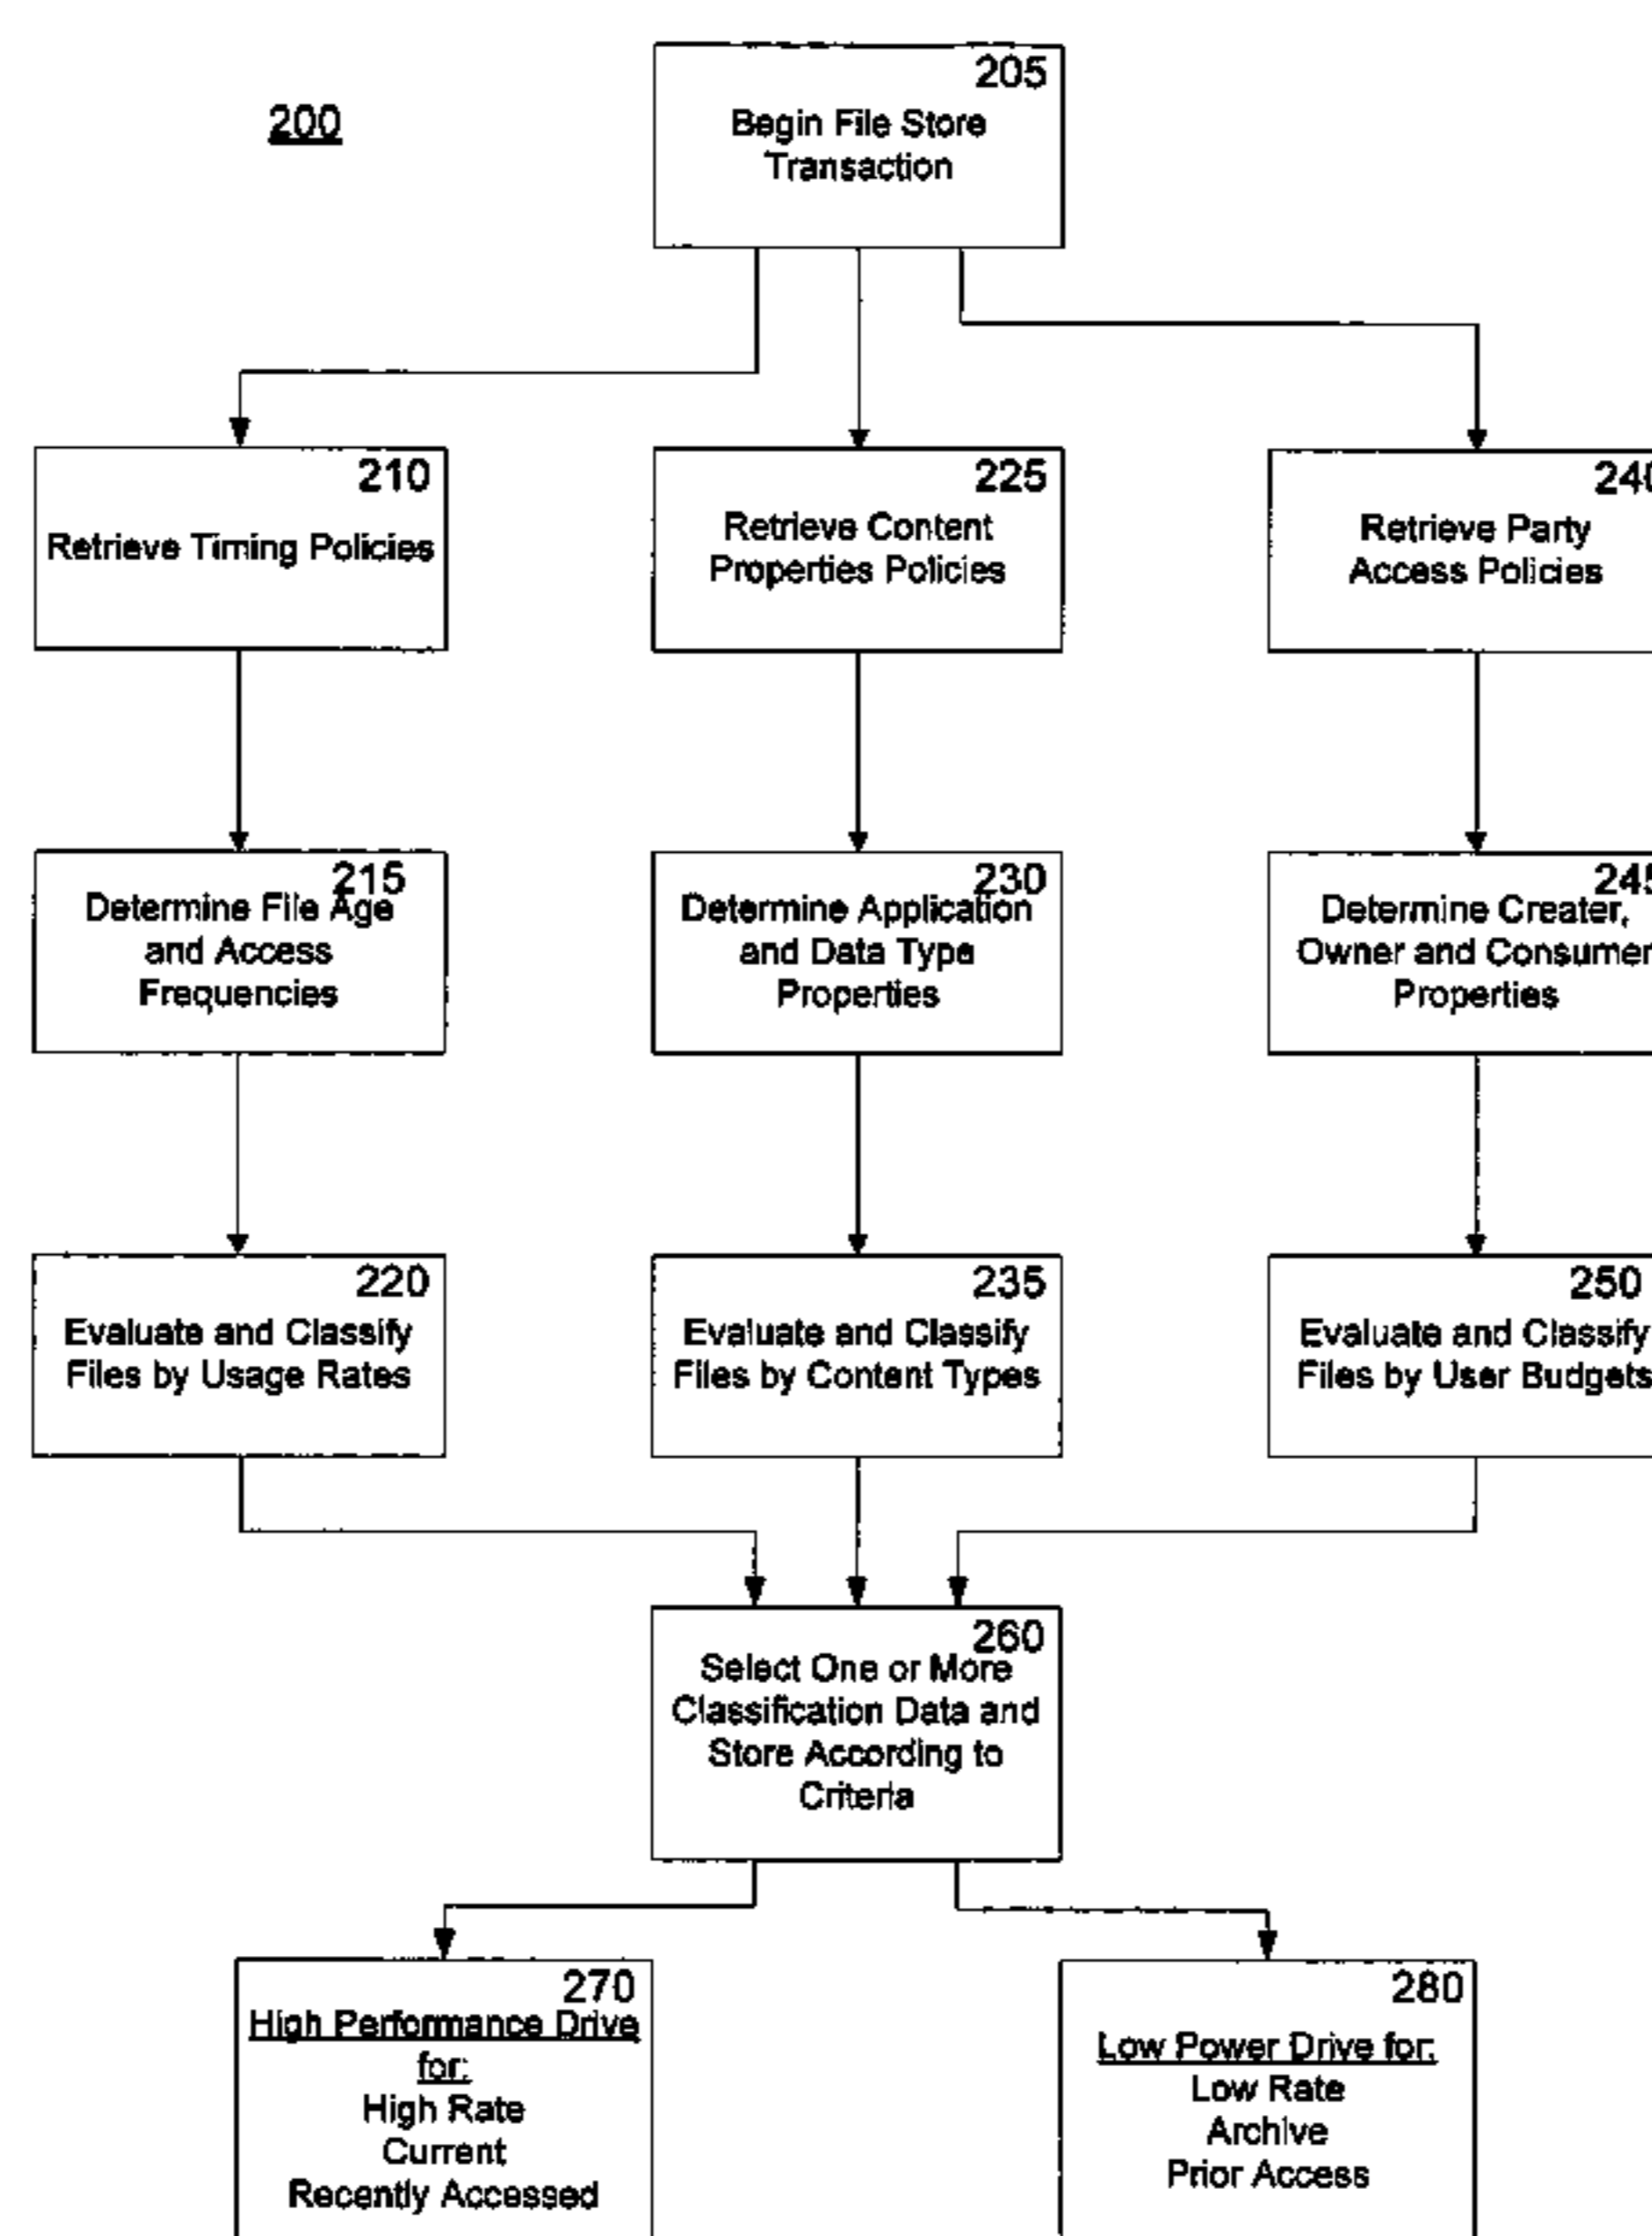 200
205
Begin File Store
Transaction
210
Retrieve Timing Policies
225
Retrieve Content
Properties Policies
240
Retrieve Party
Access Policies
215
Determine File Age
and Access
Frequencies
230
Determine Application
and Data Type
Properties
245
Determine Creater,
Owner and Consumer
Properties
220
Evaluate and Classify
Files by Usage Rates
235
Evaluate and Classify
Files by Content Types
250
Evaluate and Classify
Files by User Budgets
260
Select One or More
Classification Data and
Store According to
Criteria
270
High Performance Drive
for:
High Rate
Current
Recently Accessed
280
Low Power Drive for:
Low Rate
Archive
Prior Access